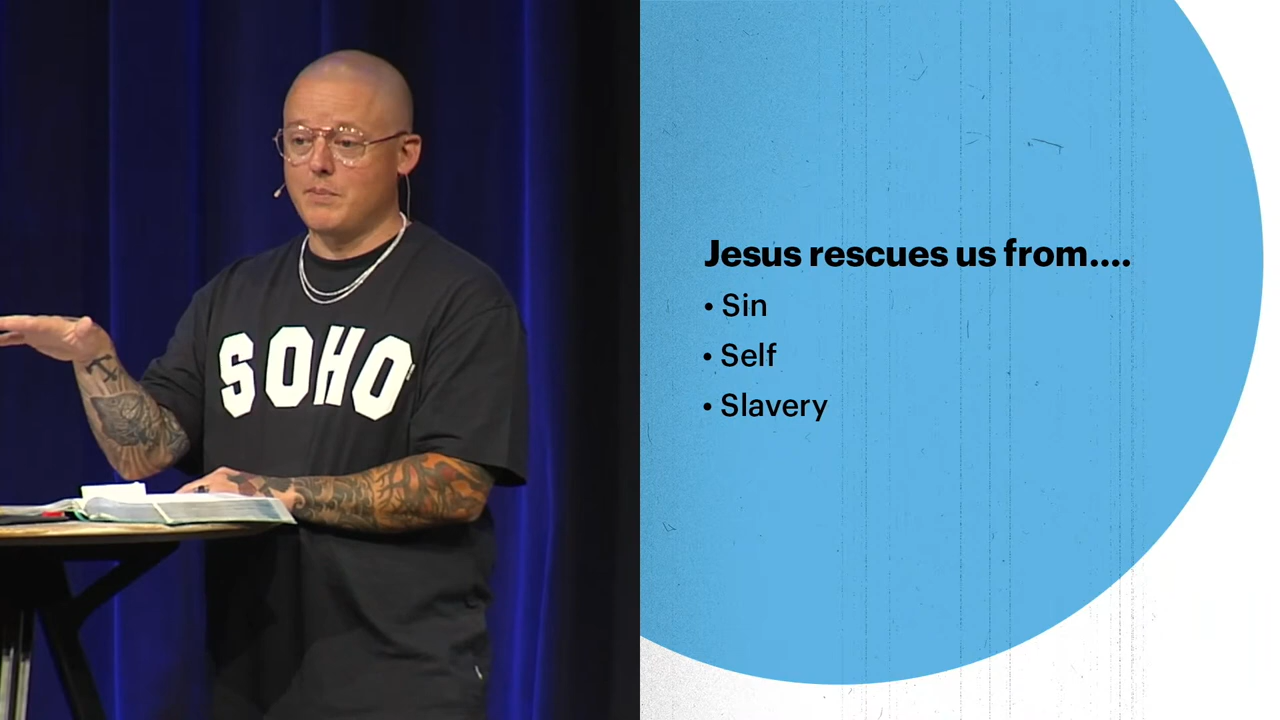 SOHO
Jesus rescues us from....
• Sin
• Self
• Slavery